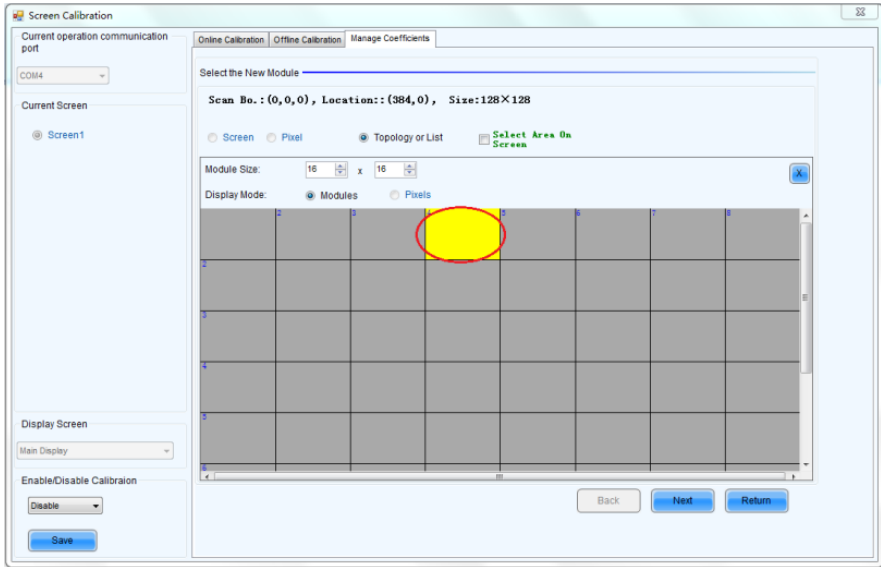 Screen Calibration
Current operation communication
port
COM4
Current Screen
Screen1
Display Screen
Main Display
Enable/Disable Calibraion
Disable
Save
Online Calibration
Offline Calibration
Manage Coefficients
Select the New Module
Scan Bo.:(0,0,0), Location::(384,0), Size:128×128
Screen
Pixel
Topology or List
Select Area On
Screen
Module Size: 16 x 16
X
Display Mode: Modules Pixels
2 3 4 5 6 7 8
2
3
4
5
6
Back Next Return